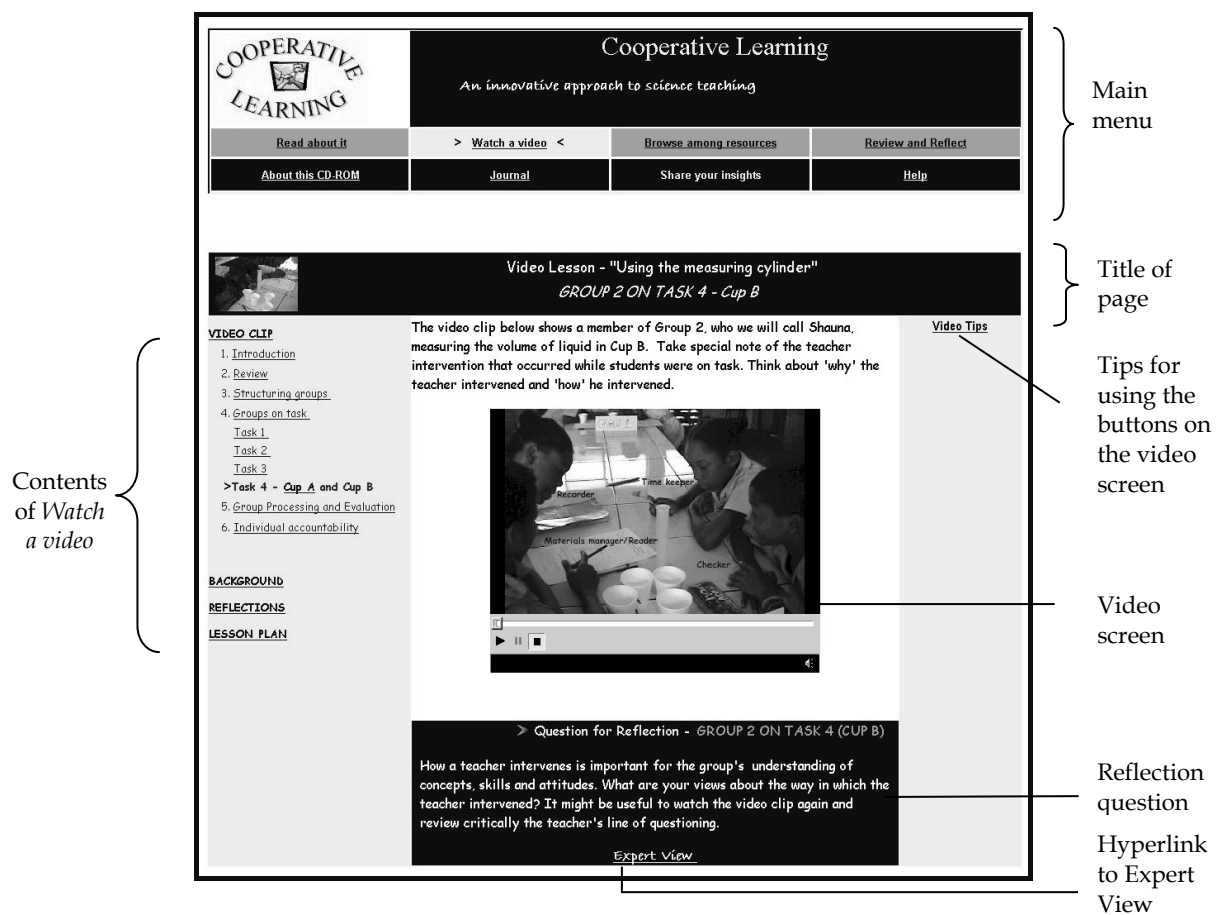 COOPERATIVE
LEARNING
Cooperative Learning
An innovative approach to science teaching
Read about it
> Watch a video <
Browse among resources
Review and Reflect
About this CD-ROM
Journal
Share your insights
Help
Main
menu
Video Lesson - "Using the measuring cylinder"
GROUP 2 ON TASK 4 - Cup B
Title of
page
VIDEO CLIP
1. Introduction
2. Review
3. Structuring groups
4. Groups on task
Task 1
Task 2
Task 3
>Task 4 - Cup A and Cup B
5. Group Processing and Evaluation
6. Individual accountability
BACKGROUND
REFLECTIONS
LESSON PLAN
Contents
of Watch
a video
The video clip below shows a member of Group 2, who we will call Shauna,
measuring the volume of liquid in Cup B. Take special note of the teacher
intervention that occurred while students were on task. Think about 'why' the
teacher intervened and 'how' he intervened.
Video Tips
Tips for
using the
buttons on
the video
screen
Time keeper
Recorder
Materials manager/Reader
Checker
Video
screen
> Question for Reflection - GROUP 2 ON TASK 4 (CUP B)
How a teacher intervenes is important for the group's understanding of
concepts, skills and attitudes. What are your views about the way in which the
teacher intervened? It might be useful to watch the video clip again and
review critically the teacher's line of questioning.
Expert View
Reflection
question
Hyperlink
to Expert
View